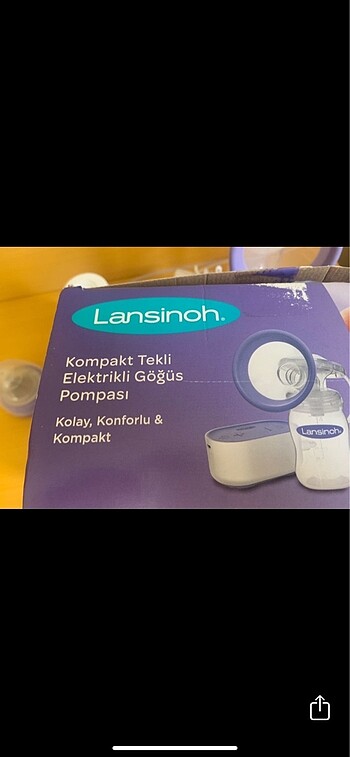 Lansinoh.
Kompakt Tekli
Elektrikli Göğüs
Pompası
Kolay, Konforlu &
Kompakt
Lansinoh.